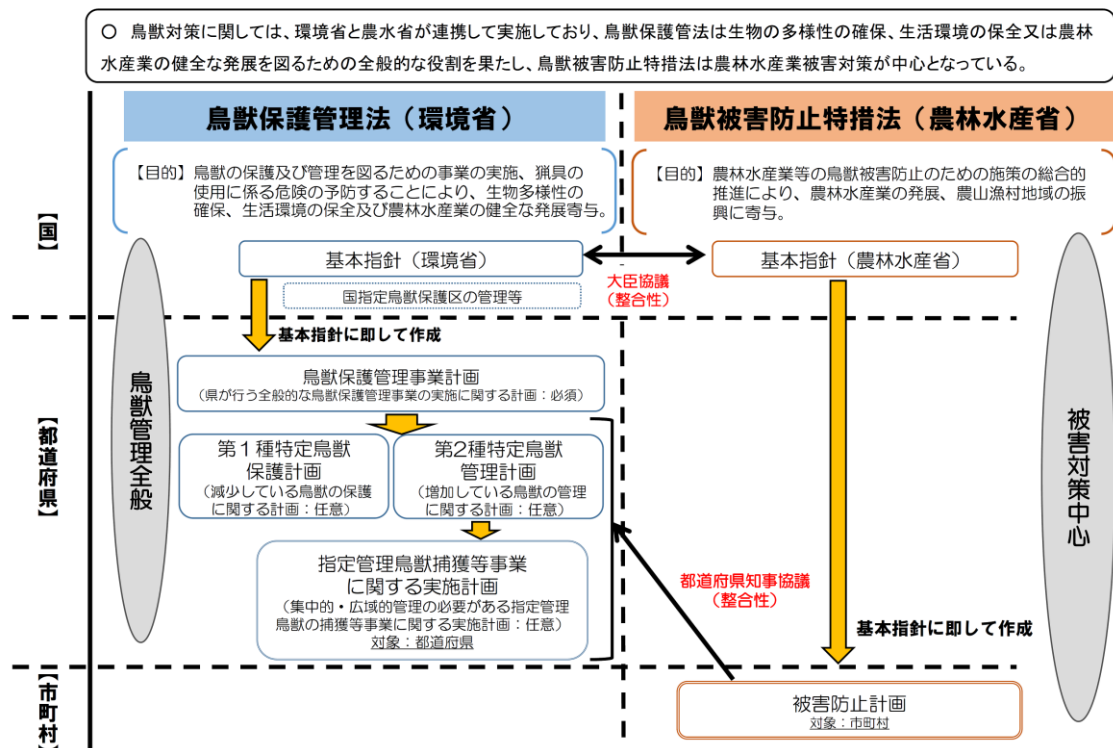 ○ 鳥獣対策に関しては、環境省と農水省が連携して実施しており、鳥獣保護管法は生物の多様性の確保、生活環境の保全又は農林
水産業の健全な発展を図るための全般的な役割を果たし、鳥獣被害防止特措法は農林水産業被害対策が中心となっている。
鳥獣保護管理法(環境省)
鳥獣被害防止特措法(農林水産省)
【目的】鳥獣の保護及び管理を図るための事業の実施、猟具の
使用に係る危険の予防することにより、生物多様性の
確保、生活環境の保全及び農林水産業の健全な発展寄与。
【目的】農林水産業等の鳥獣被害防止のための施策の総合的
推進により、農林水産業の発展、農山漁村地域の振
興に寄与。
【国】
基本指針(環境省)
基本指針(農林水産省)
大臣協議
(整合性)
国指定鳥獣保護区の管理等
基本指針に即して作成
鳥獣管理全般
被害対策中心
【都道府県】
鳥獣保護管理事業計画
(県が行う全般的な鳥獣保護管理事業の実施に関する計画:必須)
第1種特定鳥獣
保護計画
(減少している鳥獣の保護
に関する計画:任意)
第2種特定鳥獣
管理計画
(増加している鳥獣の管理
に関する計画:任意)
指定管理鳥獣捕獲等事業
に関する実施計画
(集中的・広域的管理の必要がある指定管理
鳥獣の捕獲等事業に関する実施計画:任意)
対象:都道府県
都道府県知事協議
(整合性)
基本指針に即して作成
【市町村】
被害防止計画
対象:市町村